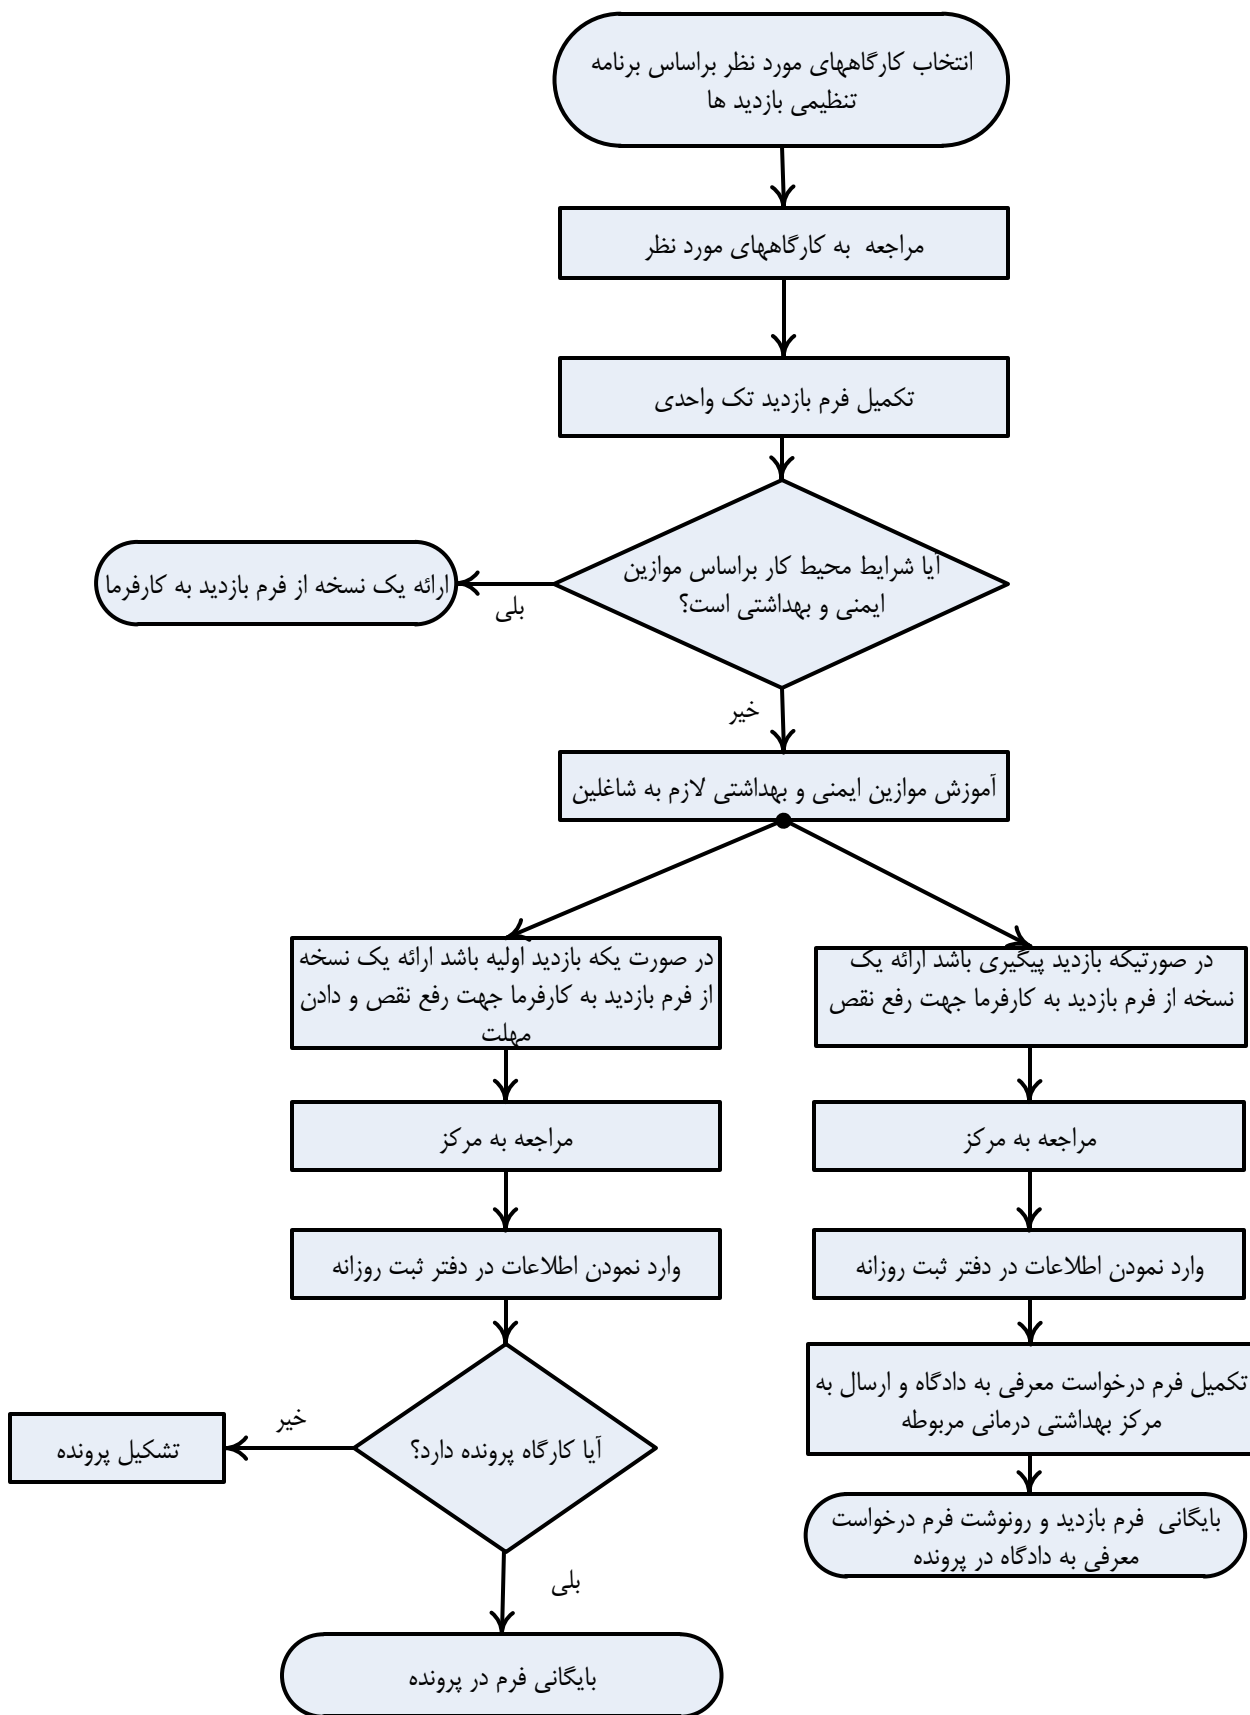 انتخاب کارگاههای مورد نظر براساس برنامه
تنظیمی بازدید ها
مراجعه به کارگاههای مورد نظر
تکمیل فرم بازدید تک واحدی
آیا شرایط محیط کار براساس موازین
ایمنی و بهداشتی است؟
بلی
ارائه یک نسخه از فرم بازدید به کارفرما
خیر
آموزش موازین ایمنی و بهداشتی لازم به شاغلین
در صورتیکه بازدید پیگیری باشد ارائه یک
نسخه از فرم بازدید به کارفرما جهت رفع نقص
مراجعه به مرکز
وارد نمودن اطلاعات در دفتر ثبت روزانه
تکمیل فرم درخواست معرفی به دادگاه و ارسال به
مرکز بهداشتی درمانی مربوطه
بایگانی فرم بازدید و رونوشت فرم درخواست
معرفی به دادگاه در پرونده
در صورت یکه بازدید اولیه باشد ارائه یک نسخه
از فرم بازدید به کارفرما جهت رفع نقص و دادن
مهلت
مراجعه به مرکز
وارد نمودن اطلاعات در دفتر ثبت روزانه
آیا کارگاه پرونده دارد؟
خیر
تشکیل پرونده
بلی
بایگانی فرم در پرونده